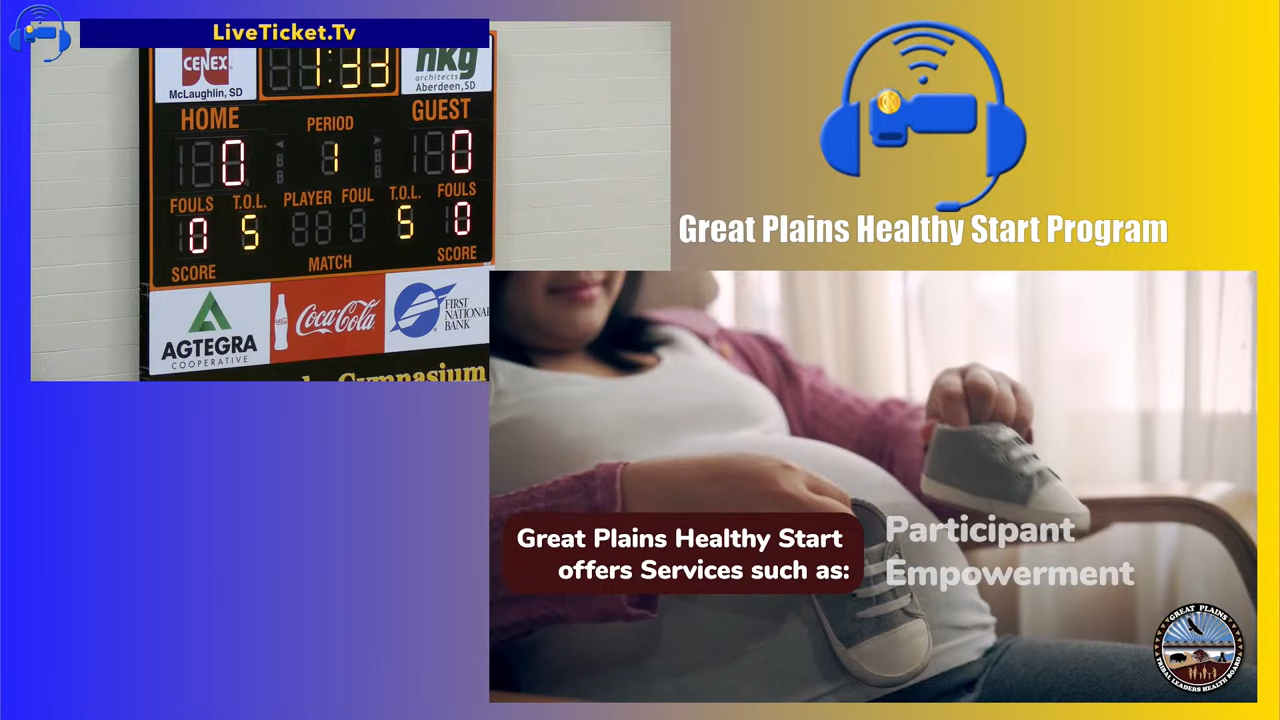 LiveTicket.Tv
CENEX
McLaughlin, SD
1:33
nkg
architects
Aberdeen, SD
HOME
PERIOD
GUEST
0
1
0
FOULS
T.O.L.
PLAYER
FOUL
T.O.L.
FOULS
0
5
5
0
SCORE
MATCH
SCORE
AGTEGRA
COOPERATIVE
Coca-Cola
FIRST
NATIONAL
BANK
Gymnasium
Great Plains Healthy Start Program
Great Plains Healthy Start
offers Services such as:
Participant
Empowerment
GREAT PLAINS
TRIBAL LEADERS HEALTH BOARD